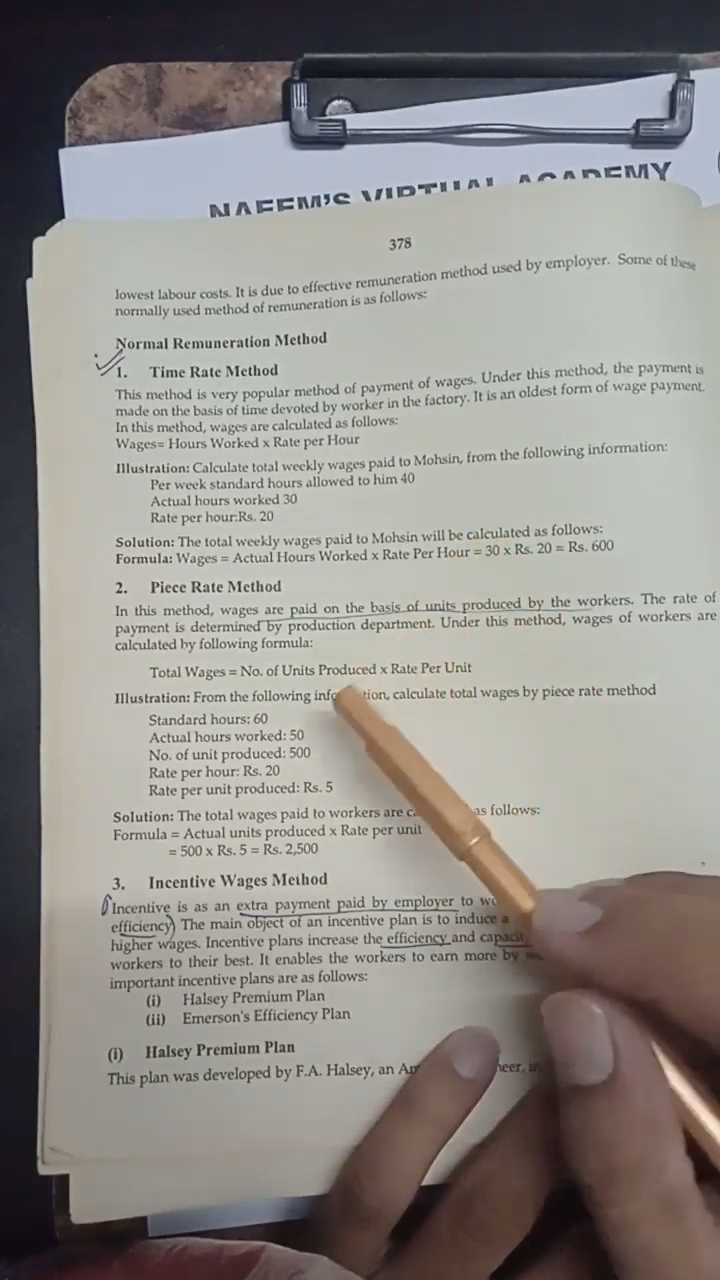 NAEEM'S VIRTUAL ACADEMY
378
lowest labour costs. It is due to effective remuneration method used by employer. Some of these
normally used method of remuneration is as follows:
Normal Remuneration Method
1. Time Rate Method
This method is very popular method of payment of wages. Under this method, the payment is
made on the basis of time devoted by worker in the factory. It is an oldest form of wage payment.
In this method, wages are calculated as follows:
Wages= Hours Worked x Rate per Hour
Illustration: Calculate total weekly wages paid to Mohsin, from the following information:
Per week standard hours allowed to him 40
Actual hours worked 30
Rate per hour:Rs. 20
Solution: The total weekly wages paid to Mohsin will be calculated as follows:
Formula: Wages = Actual Hours Worked x Rate Per Hour = 30 x Rs. 20 = Rs. 600
2. Piece Rate Method
In this method, wages are paid on the basis of units produced by the workers. The rate of
payment is determined by production department. Under this method, wages of workers are
calculated by following formula:
Total Wages = No. of Units Produced x Rate Per Unit
Illustration: From the following calculate total wages by piece rate method
Standard hours: 60
Actual hours worked: 50
No. of unit produced: 500
Rate per hour: Rs. 20
Rate per unit produced: Rs. 5
Solution: The total wages paid to workers are as follows:
Formula = Actual units produced x Rate per unit
= 500 x Rs. 5 = Rs. 2,500
3. Incentive Wages Method
Incentive is as an extra payment paid by employer to
efficiency. The main object of an incentive plan is to induce
higher wages. Incentive plans increase the efficiency and
workers to their best. It enables the workers to earn more by
important incentive plans are as follows:
(i) Halsey Premium Plan
(ii) Emerson's Efficiency Plan
(i) Halsey Premium Plan
This plan was developed by F.A. Halsey, an